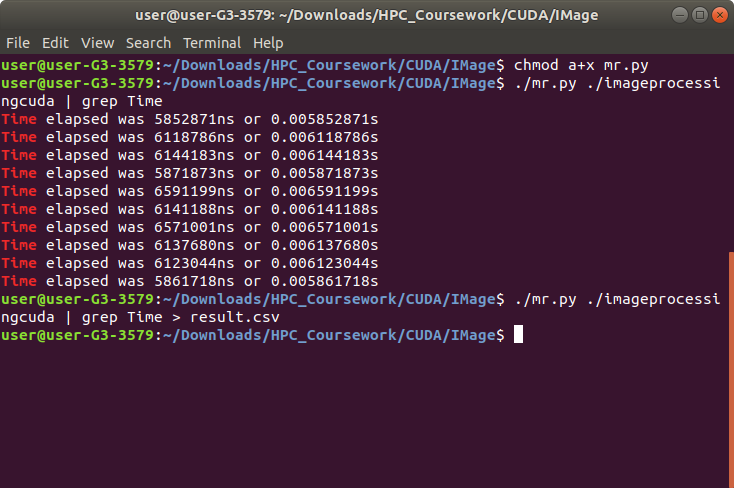 user@user-G3-3579: ~/Downloads/HPC_Coursework/CUDA/IMage
File Edit View Search Terminal Help
user@user-G3-3579:~/Downloads/HPC_Coursework/CUDA/IMage$ chmod a+x mr.py
user@user-G3-3579:~/Downloads/HPC_Coursework/CUDA/IMage$ ./mr.py ./imageprocessi
ngcuda | grep Time
Time elapsed was 5852871ns or 0.005852871s
Time elapsed was 6118786ns or 0.006118786s
Time elapsed was 6144183ns or 0.006144183s
Time elapsed was 5871873ns or 0.005871873s
Time elapsed was 6591199ns or 0.006591199s
Time elapsed was 6141188ns or 0.006141188s
Time elapsed was 6571001ns or 0.006571001s
Time elapsed was 6137680ns or 0.006137680s
Time elapsed was 6123044ns or 0.006123044s
Time elapsed was 5861718ns or 0.005861718s
user@user-G3-3579:~/Downloads/HPC_Coursework/CUDA/IMage$ ./mr.py ./imageprocessi
ngcuda | grep Time > result.csv
user@user-G3-3579:~/Downloads/HPC_Coursework/CUDA/IMage$